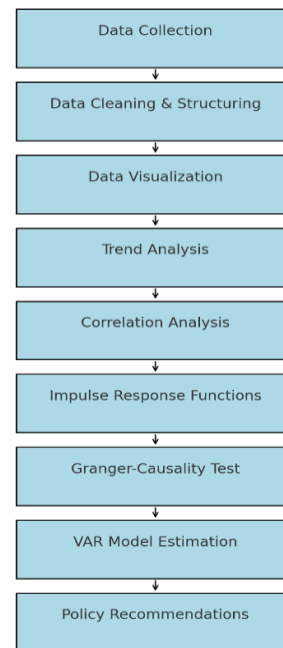 Data Collection
Data Cleaning & Structuring
Data Visualization
Trend Analysis
Correlation Analysis
Impulse Response Functions
Granger-Causality Test
VAR Model Estimation
Policy Recommendations